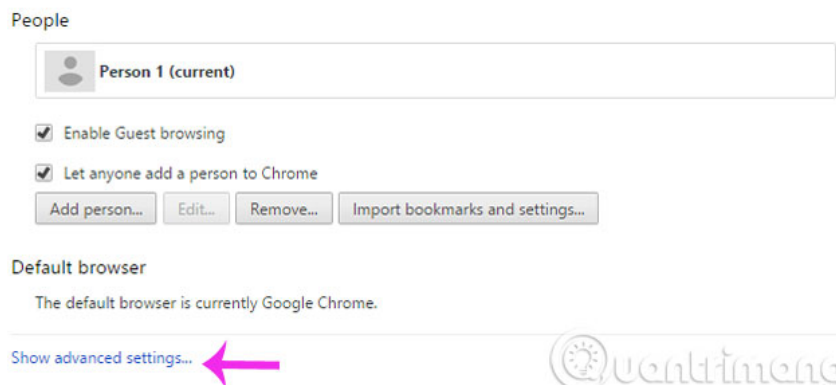 People
Person 1 (current)
Enable Guest browsing
Let anyone add a person to Chrome
Add person... Edit... Remove... Import bookmarks and settings...
Default browser
The default browser is currently Google Chrome.
Show advanced settings...
uantrimang